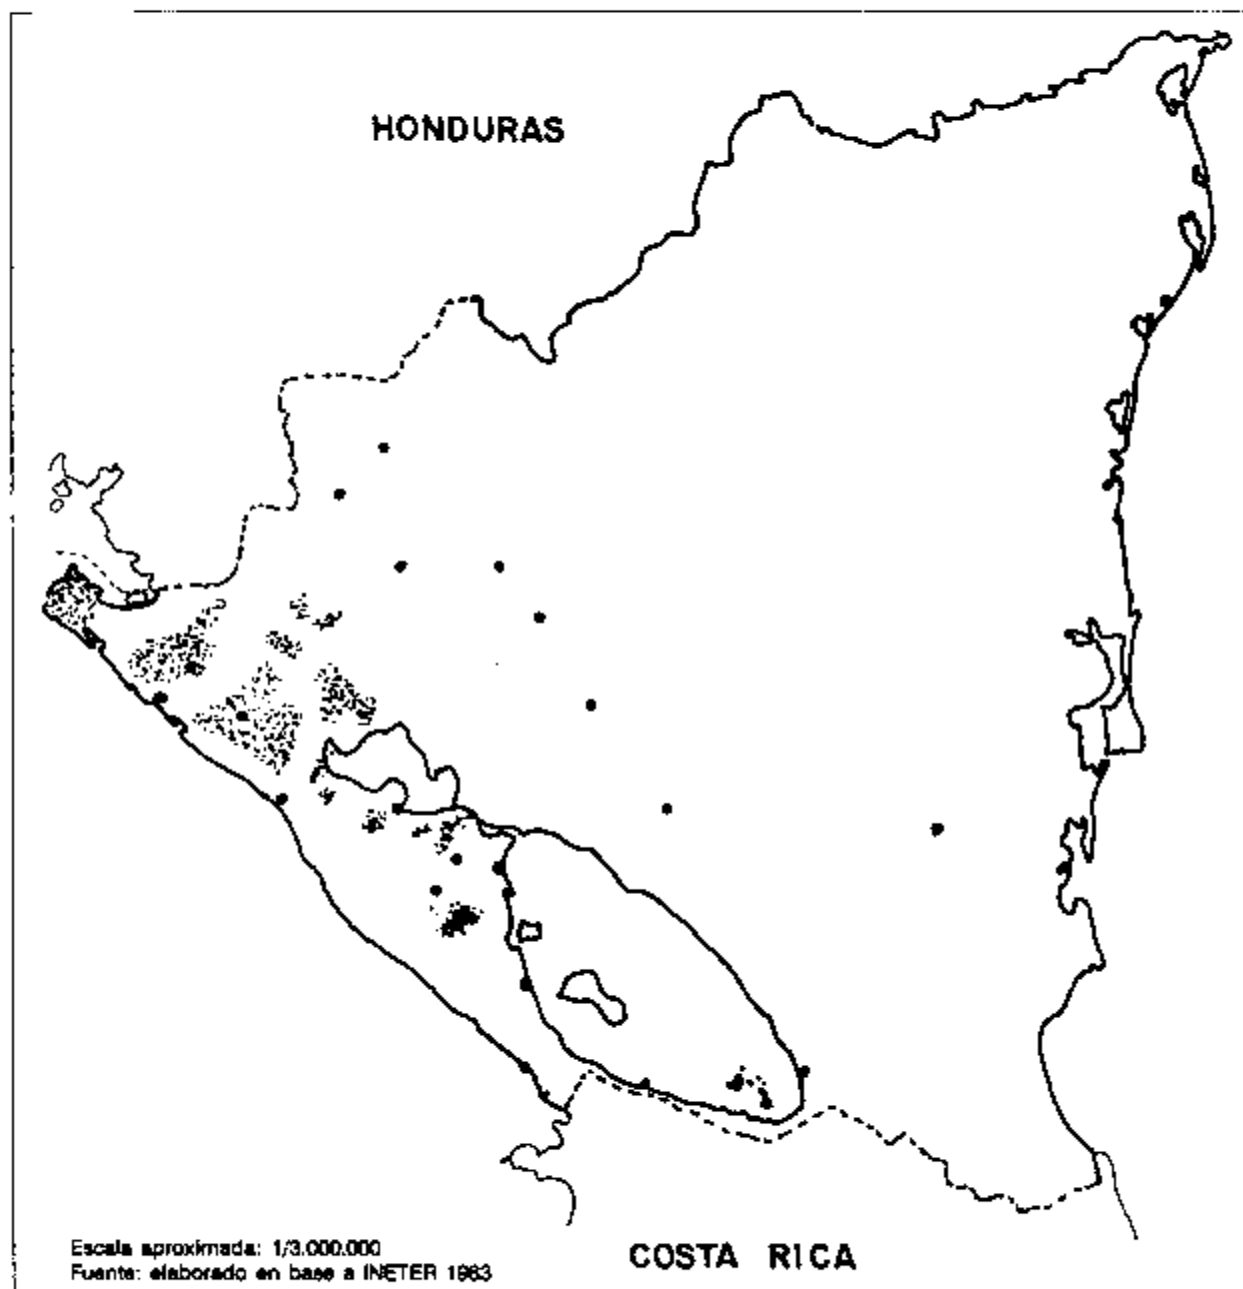 HONDURAS
COSTA RICA
Escala aproximada: 1/3.000.000
Fuente: elaborado en base a INETER 1983